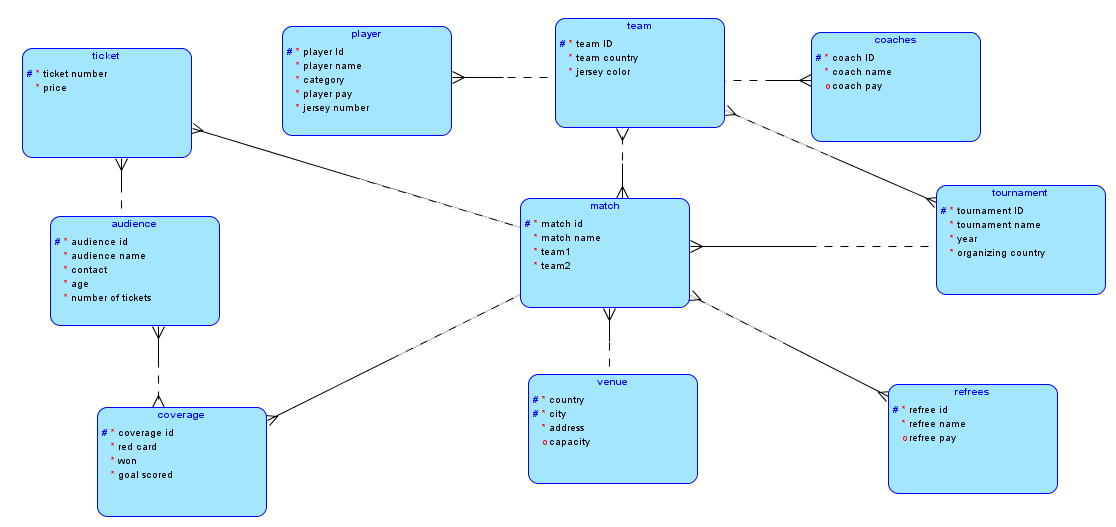 ticket
# * ticket number
* price
player
# * player Id
* player name
* category
* player pay
* jersey number
team
# * team ID
* team country
* jersey color
coaches
# * coach ID
* coach name
o coach pay
audience
# * audience id
* audience name
* contact
* age
* number of tickets
match
# * match id
* match name
* team1
* team2
tournament
# * tournament ID
* tournament name
* year
* organizing country
coverage
# * coverage id
* red card
* won
* goal scored
venue
# * country
# * city
* address
o capacity
refrees
# * refree id
* refree name
o refree pay